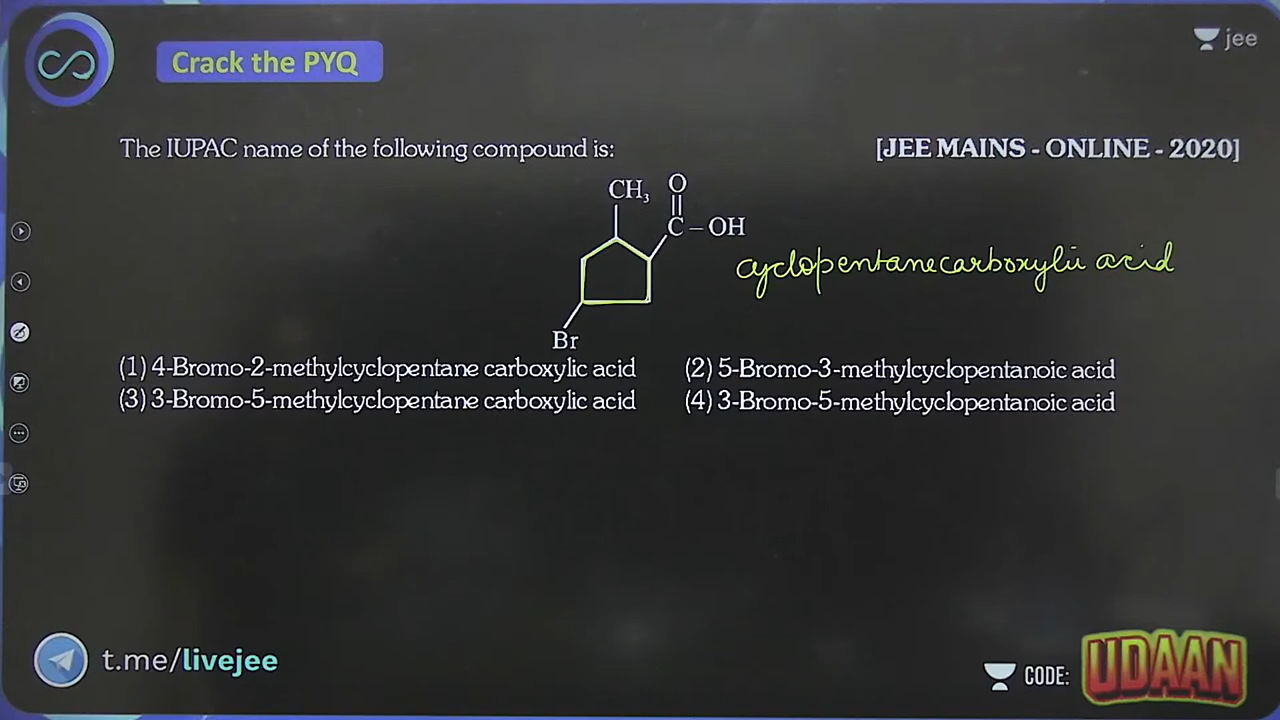 Crack the PYQ
jee
The IUPAC name of the following compound is: [JEE MAINS - ONLINE - 2020]
CH₃ O
C – OH
cyclopentanecarboxylic acid
Br
(1) 4-Bromo-2-methylcyclopentane carboxylic acid (2) 5-Bromo-3-methylcyclopentanoic acid
(3) 3-Bromo-5-methylcyclopentane carboxylic acid (4) 3-Bromo-5-methylcyclopentanoic acid
t.me/livejee
CODE: UDAAN